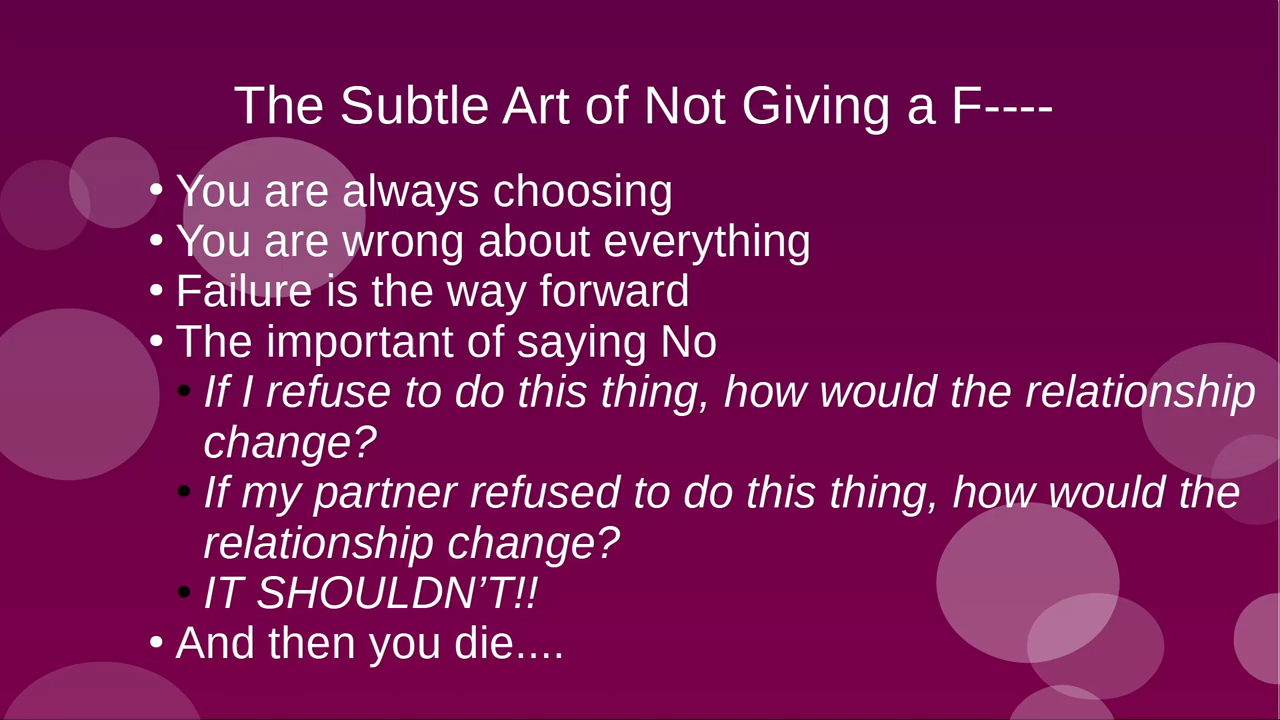 The Subtle Art of Not Giving a F----
• You are always choosing
• You are wrong about everything
• Failure is the way forward
• The important of saying No
• If I refuse to do this thing, how would the relationship
change?
• If my partner refused to do this thing, how would the
relationship change?
• IT SHOULDN’T!!
• And then you die....